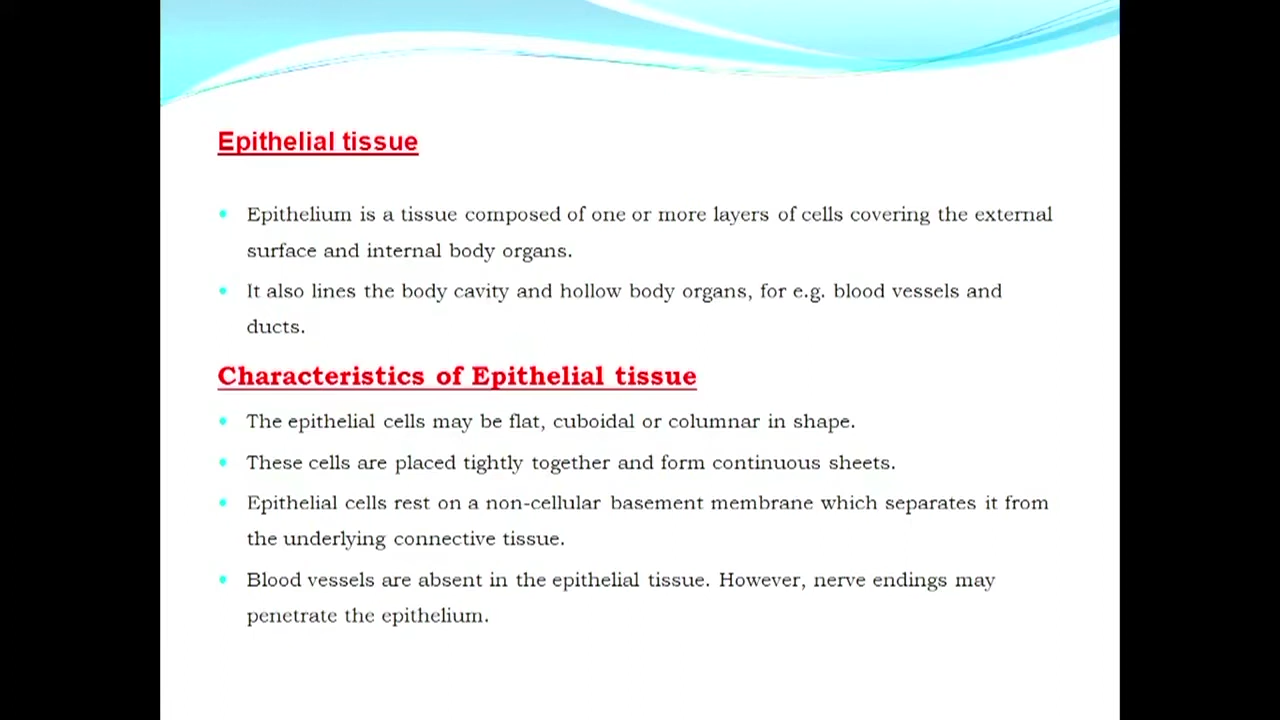 Epithelial tissue
Epithelium is a tissue composed of one or more layers of cells covering the external
surface and internal body organs.
It also lines the body cavity and hollow body organs, for e.g. blood vessels and
ducts.
Characteristics of Epithelial tissue
The epithelial cells may be flat, cuboidal or columnar in shape.
These cells are placed tightly together and form continuous sheets.
Epithelial cells rest on a non-cellular basement membrane which separates it from
the underlying connective tissue.
Blood vessels are absent in the epithelial tissue. However, nerve endings may
penetrate the epithelium.